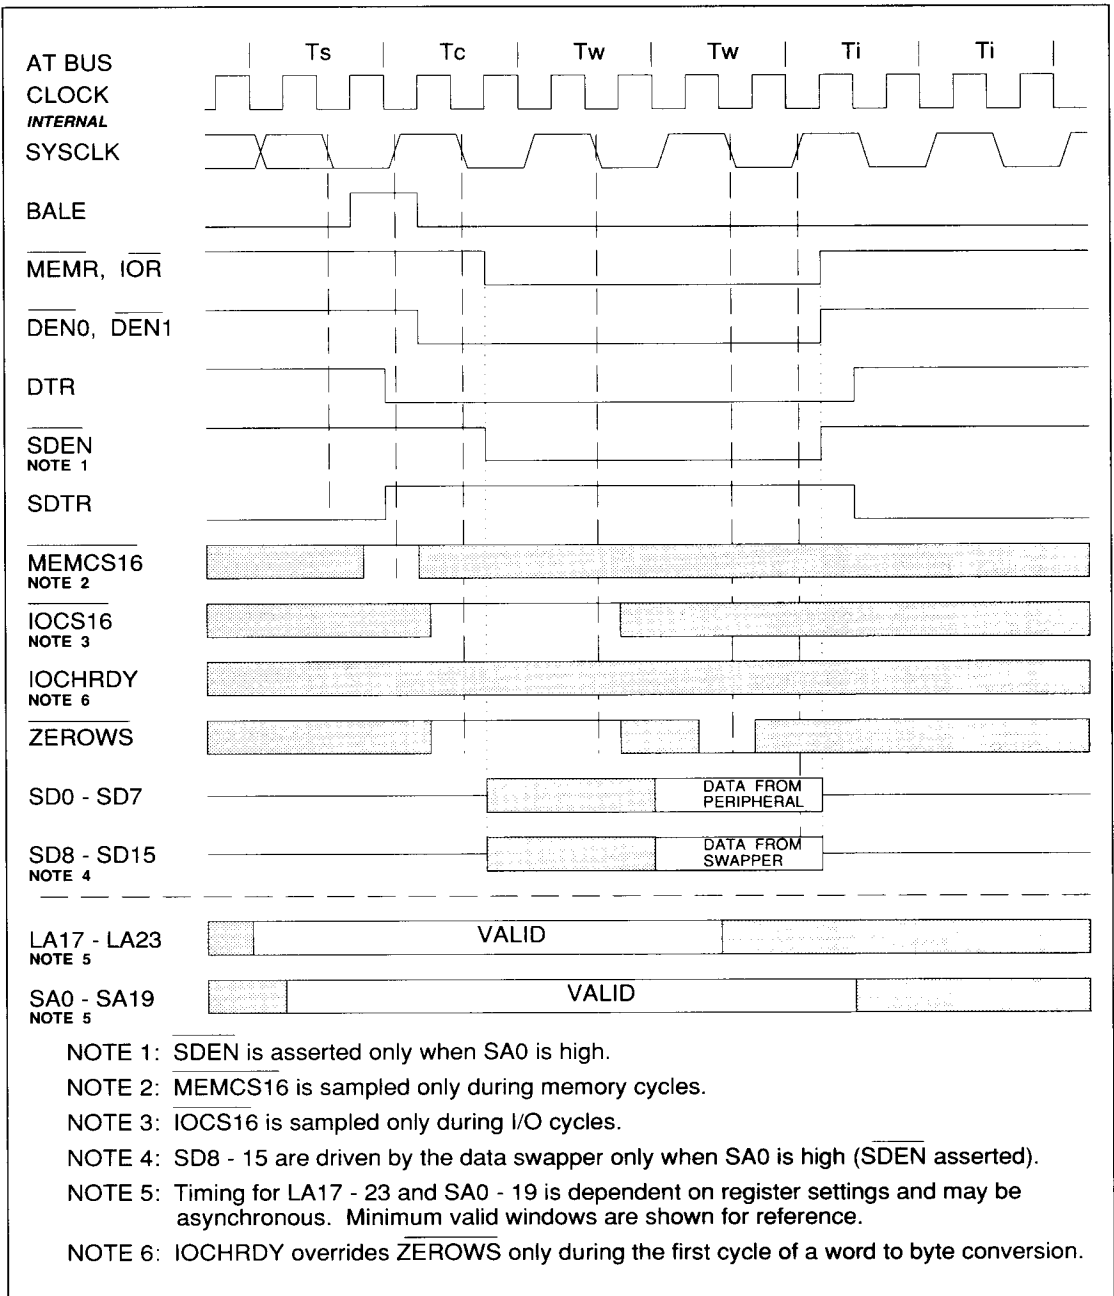 Ts Tc Tw Tw Ti Ti
AT BUS
CLOCK
INTERNAL
SYSCLK
BALE
MEMR, IOR
DEN0, DEN1
DTR
SDEN
NOTE 1
SDTR
MEMCS16
NOTE 2
IOCS16
NOTE 3
IOCHRDY
NOTE 6
ZEROWS
SD0 - SD7
DATA FROM
PERIPHERAL
SD8 - SD15
NOTE 4
DATA FROM
SWAPPER
LA17 - LA23
NOTE 5
VALID
SA0 - SA19
NOTE 5
VALID
NOTE 1: SDEN is asserted only when SA0 is high.
NOTE 2: MEMCS16 is sampled only during memory cycles.
NOTE 3: IOCS16 is sampled only during I/O cycles.
NOTE 4: SD8 - 15 are driven by the data swapper only when SA0 is high (SDEN asserted).
NOTE 5: Timing for LA17 - 23 and SA0 - 19 is dependent on register settings and may be
asynchronous. Minimum valid windows are shown for reference.
NOTE 6: IOCHRDY overrides ZEROWS only during the first cycle of a word to byte conversion.